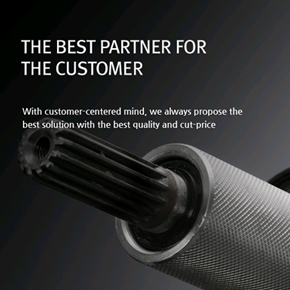 THE BEST PARTNER FOR
THE CUSTOMER
With customer-centered mind, we always propose the
best solution with the best quality and cut-price